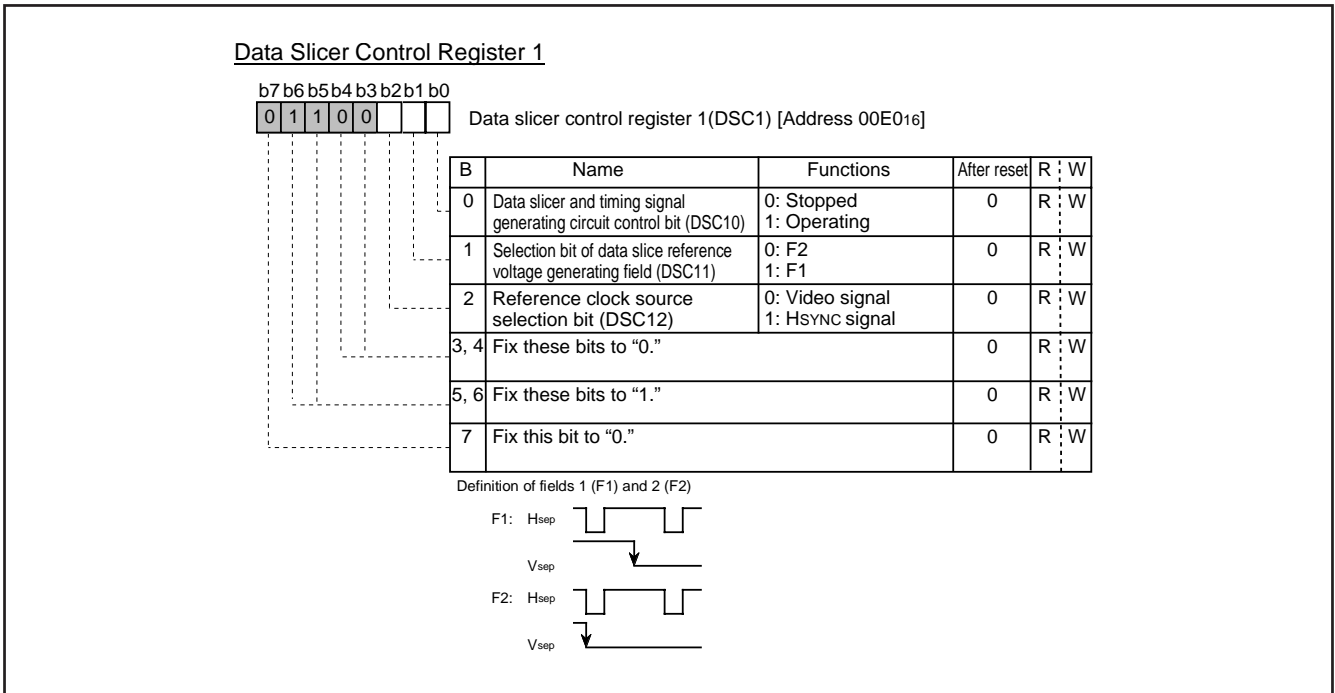 Data Slicer Control Register 1
b7 b6 b5 b4 b3 b2 b1 b0
0 1 1 0 0
Data slicer control register 1(DSC1) [Address 00E016]
B Name Functions After reset R W
0 Data slicer and timing signal generating circuit control bit (DSC10) 0: Stopped 1: Operating 0 R W
1 Selection bit of data slice reference voltage generating field (DSC11) 0: F2 1: F1 0 R W
2 Reference clock source selection bit (DSC12) 0: Video signal 1: HSYNC signal 0 R W
3, 4 Fix these bits to “0.” 0 R W
5, 6 Fix these bits to “1.” 0 R W
7 Fix this bit to “0.” 0 R W
Definition of fields 1 (F1) and 2 (F2)
F1: Hsep
Vsep
F2: Hsep
Vsep